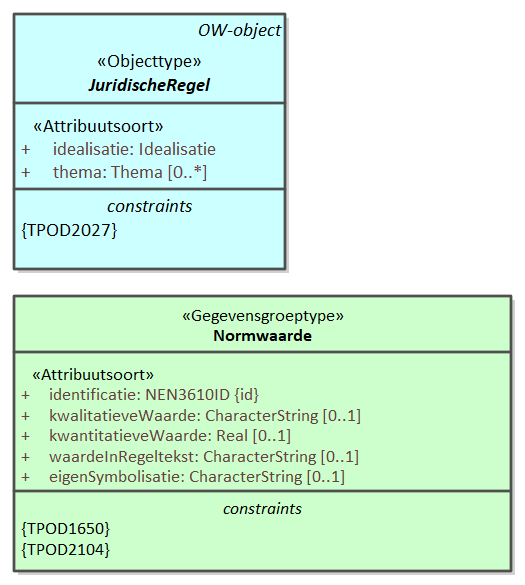 OW-object
«Objecttype»
JuridischeRegel
«Attribuutsoort»
+ idealisatie: Idealisatie
+ thema: Thema [0..*]
constraints
{TPOD2027}
«Gegevensgroeptype»
Normwaarde
«Attribuutsoort»
+ identificatie: NEN3610ID {id}
+ kwalitatieveWaarde: CharacterString [0..1]
+ kwantitatieveWaarde: Real [0..1]
+ waardeInRegeltekst: CharacterString [0..1]
+ eigenSymbolisatie: CharacterString [0..1]
constraints
{TPOD1650}
{TPOD2104}